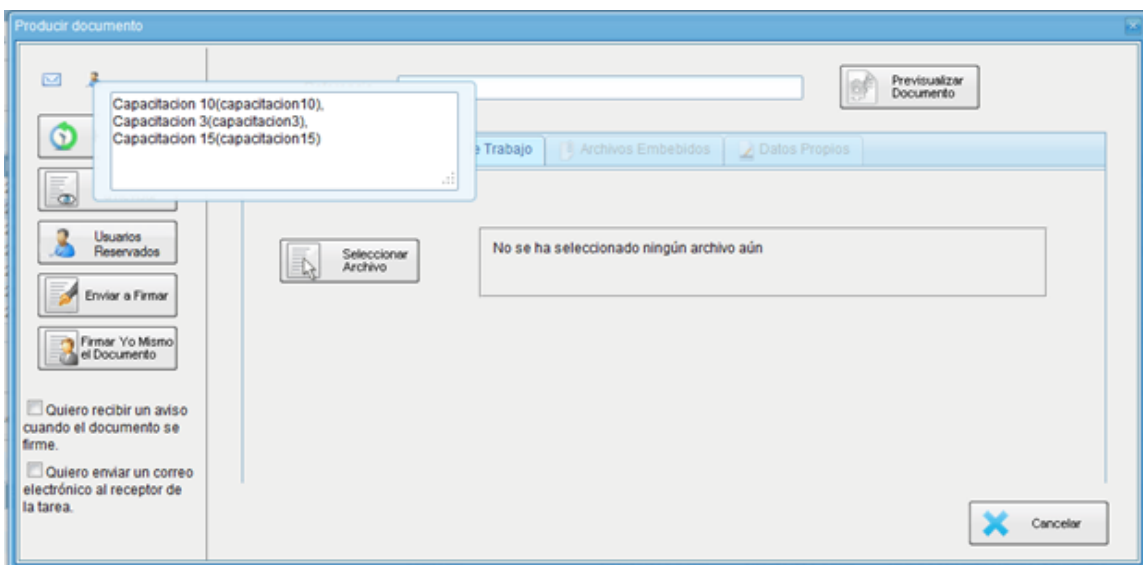 Producir documento
Capacitacion 10(capacitacion10),
Capacitacion 3(capacitacion3),
Capacitacion 15(capacitacion15)
Previsualizar
Documento
Trabajo
Archivos Embebidos
Datos Propios
Usuarios
Reservados
Seleccionar
Archivo
No se ha seleccionado ningún archivo aún
Enviar a Firmar
Firmar Yo Mismo
el Documento
Quiero recibir un aviso
cuando el documento se
firme.
Quiero enviar un correo
electrónico al receptor de
la tarea.
Cancelar